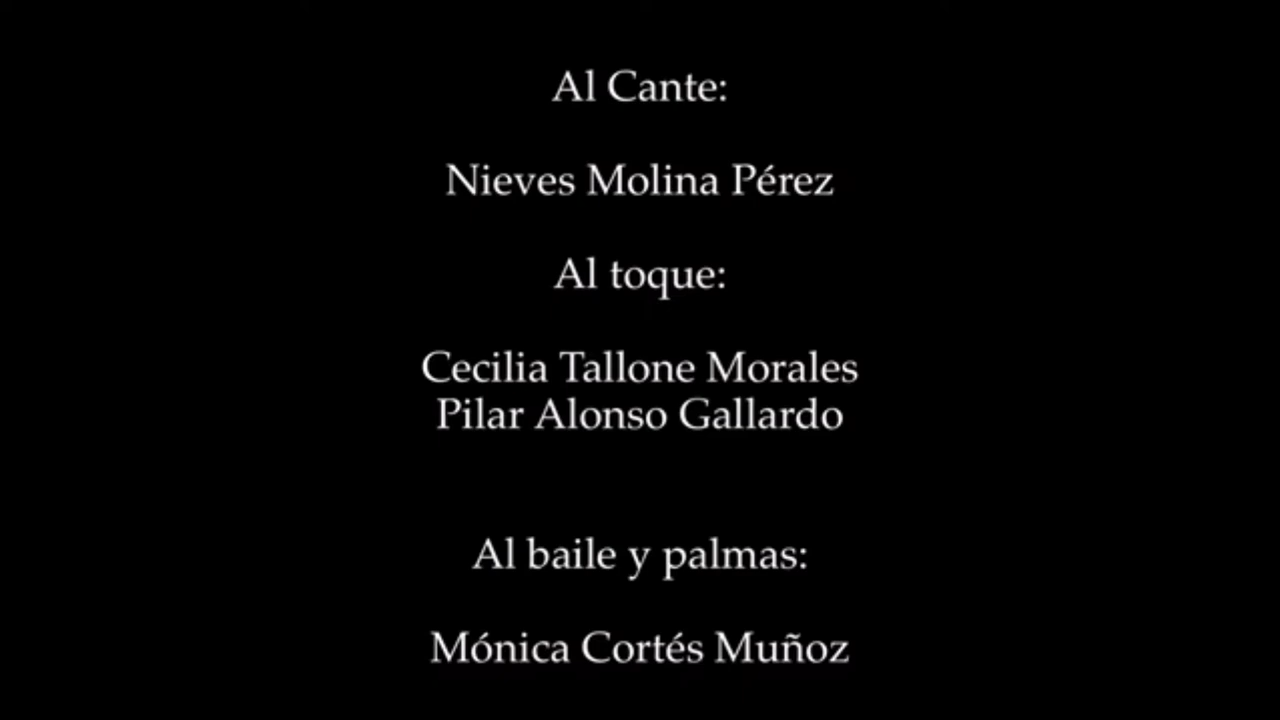 Al Cante:
Nieves Molina Pérez
Al toque:
Cecilia Tallone Morales
Pilar Alonso Gallardo
Al baile y palmas:
Mónica Cortés Muñoz